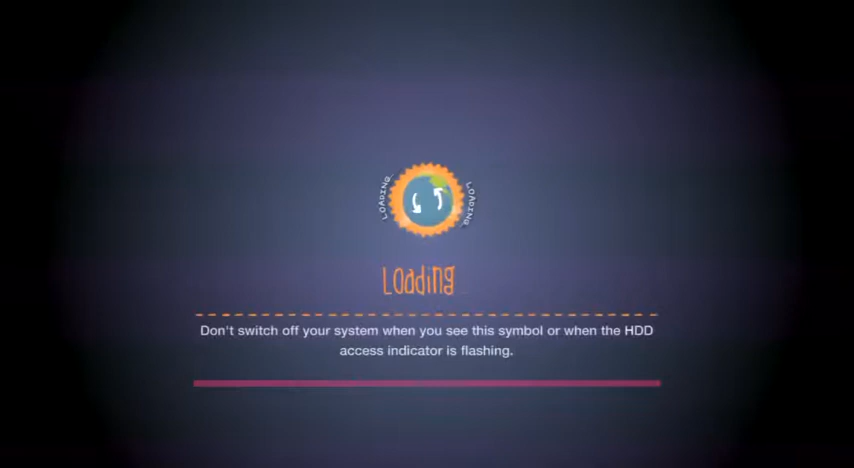 LOADING...
LOADING...
Loading...
Don't switch off your system when you see this symbol or when the HDD
access indicator is flashing.